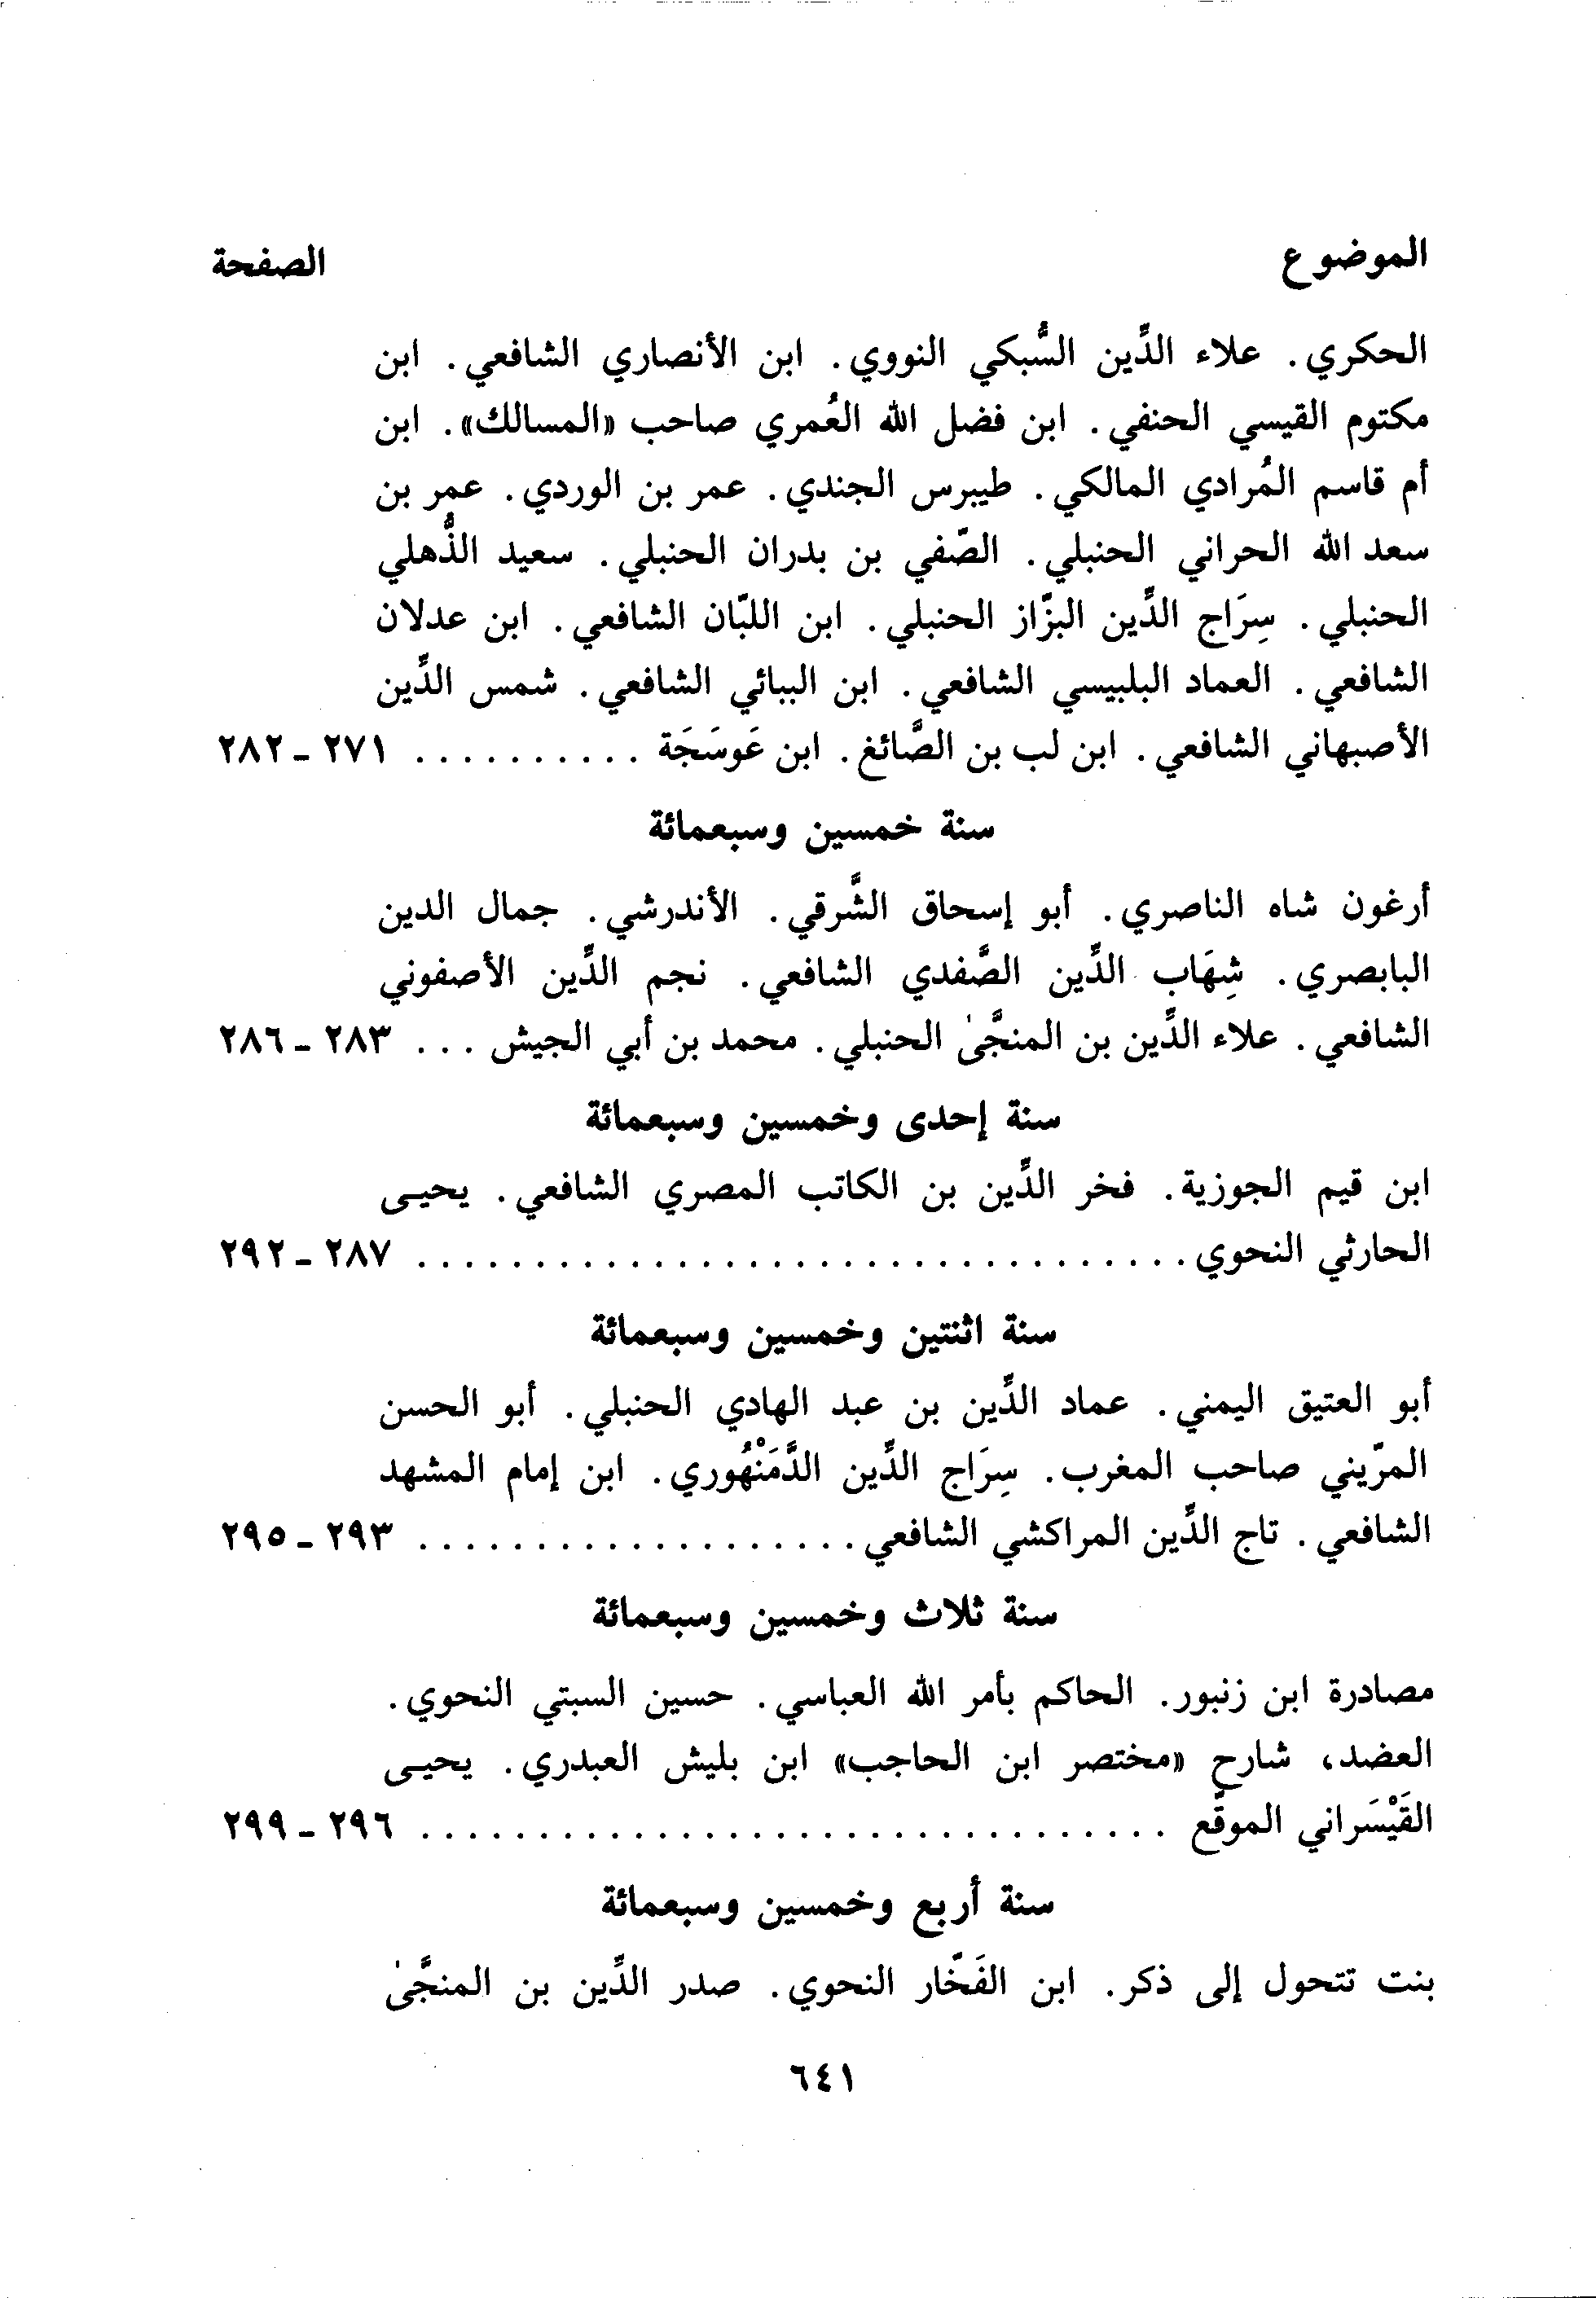 الموضوع الصفحة
الحكري. علاء الدِّين السُّبكي النووي. ابن الأنصاري الشافعي. ابن
مكتوم القيسي الحنفي. ابن فضل الله العُمري صاحب «المسالك». ابن
أم قاسم المُرادي المالكي. طيبرس الجندي. عمر بن الوردي. عمر بن
سعد الله الحراني الحنبلي. الصّفي بن بدران الحنبلي. سعيد الذُّهلي
الحنبلي. سِرَاج الدِّين البزّاز الحنبلي. ابن اللبّان الشافعي. ابن عدلان
الشافعي. العماد البلبيسي الشافعي. ابن الببائي الشافعي. شمس الدِّين
الأصبهاني الشافعي. ابن لب بن الصَّائغ. ابن عَوسَجَة .......... ٢٧١ - ٢٨٢
سنة خمسين وسبعمائة
أرغون شاه الناصري. أبو إسحاق الشَّرقي. الأندرشي. جمال الدين
البابصري. شِهَاب الدِّين الصَّفدي الشافعي. نجم الدِّين الأصفوني
الشافعي. علاء الدِّين بن المنجَّىٰ الحنبلي. محمد بن أبي الجيش ... ٢٨٣ - ٢٨٦
سنة إحدى وخمسين وسبعمائة
ابن قيم الجوزية. فخر الدِّين بن الكاتب المصري الشافعي. يحيـى
الحارثي النحوي ................................. ٢٨٧ - ٢٩٢
سنة اثنتين وخمسين وسبعمائة
أبو العتيق اليمني. عماد الدِّين بن عبد الهادي الحنبلي. أبو الحسن
المرّيني صاحب المغرب. سِرَاج الدِّين الدَّمَنْهُوري. ابن إمام المشهد
الشافعي. تاج الدِّين المراكشي الشافعي ................... ٢٩٣ - ٢٩٥
سنة ثلاث وخمسين وسبعمائة
مصادرة ابن زنبور. الحاكم بأمر الله العباسي. حسين السبتي النحوي.
العضد، شارح «مختصر ابن الحاجب» ابن بليش العبدري. يحيـى
القَيْسَراني الموقّع ................................ ٢٩٦ - ٢٩٩
سنة أربع وخمسين وسبعمائة
بنت تتحول إلى ذكر. ابن الفَخّار النحوي. صدر الدِّين بن المنجَّىٰ
٦٤١